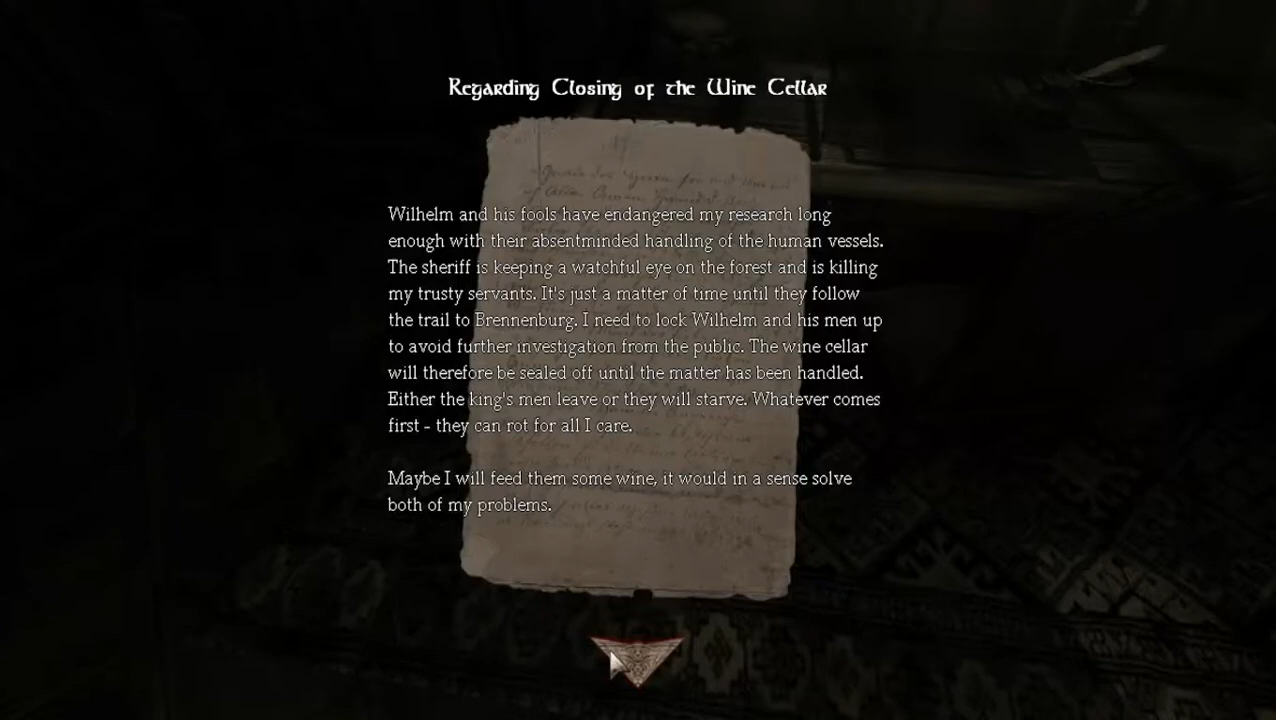 Regarding Closing of the Wine Cellar
Wilhelm and his fools have endangered my research long
enough with their absentminded handling of the human vessels.
The sheriff is keeping a watchful eye on the forest and is killing
my trusty servants. It's just a matter of time until they follow
the trail to Brennenburg. I need to lock Wilhelm and his men up
to avoid further investigation from the public. The wine cellar
will therefore be sealed off until the matter has been handled.
Either the king's men leave or they will starve. Whatever comes
first - they can rot for all I care.
Maybe I will feed them some wine, it would in a sense solve
both of my problems.